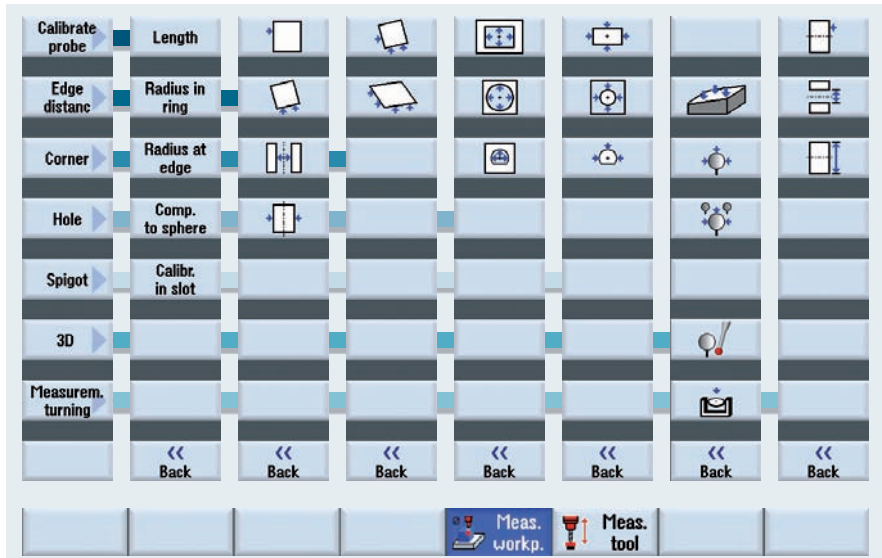 Calibrate
probe
Length
Edge
distanc
Radius in
ring
Corner
Radius at
edge
Hole
Comp.
to sphere
Spigot
Calibr.
in slot
3D
Measurem.
turning
<< Back
<< Back
<< Back
<< Back
<< Back
<< Back
<< Back
Meas.
workp.
Meas.
tool